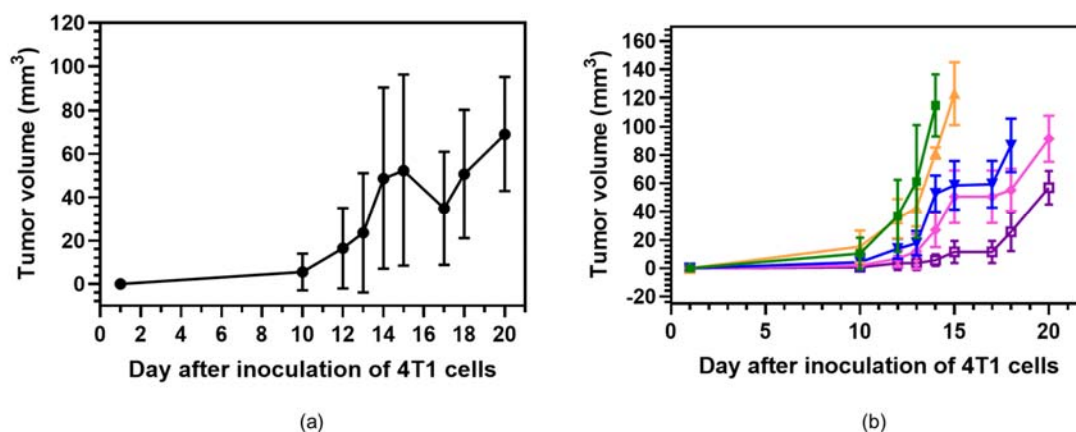 120
100
80
60
40
20
0
Tumor volume (mm³)
0 2 4 6 8 10 12 14 16 18 20
Day after inoculation of 4T1 cells
(a)
160
140
120
100
80
60
40
20
0
-20
Tumor volume (mm³)
0 5 10 15 20
Day after inoculation of 4T1 cells
(b)